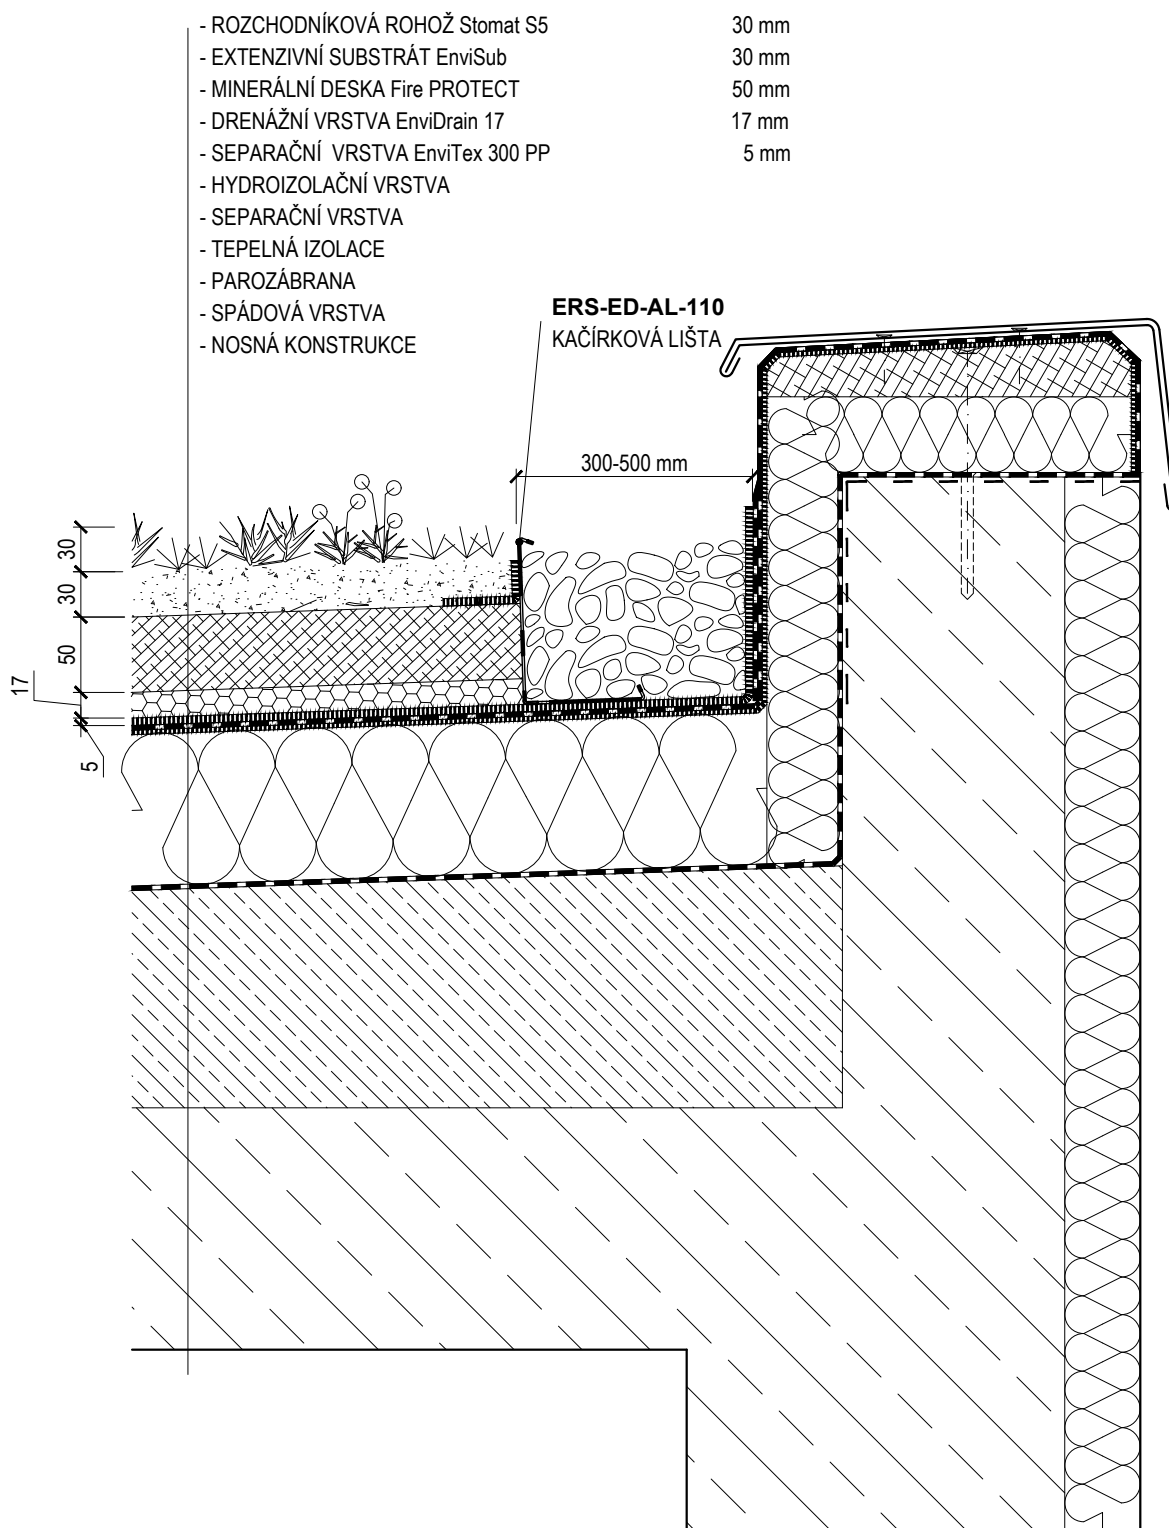 - ROZCHODNÍKOVÁ ROHOŽ Stomat S5 30 mm
- EXTENZIVNÍ SUBSTRÁT EnviSub 30 mm
- MINERÁLNÍ DESKA Fire PROTECT 50 mm
- DRENÁŽNÍ VRSTVA EnviDrain 17 17 mm
- SEPARAČNÍ VRSTVA EnviTex 300 PP 5 mm
- HYDROIZOLAČNÍ VRSTVA
- SEPARAČNÍ VRSTVA
- TEPELNÁ IZOLACE
- PAROZÁBRANA
- SPÁDOVÁ VRSTVA
- NOSNÁ KONSTRUKCE
ERS-ED-AL-110
KAČÍRKOVÁ LIŠTA
300-500 mm
30
30
50
17
5